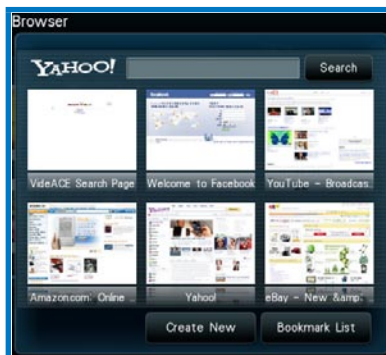 Browser
YAHOO!
Search
VideACE Search Page
Welcome to Facebook
YouTube - Broadcas...
Amazon.com: Online ...
Yahoo!
eBay - New &amp; ...
Create New
Bookmark List